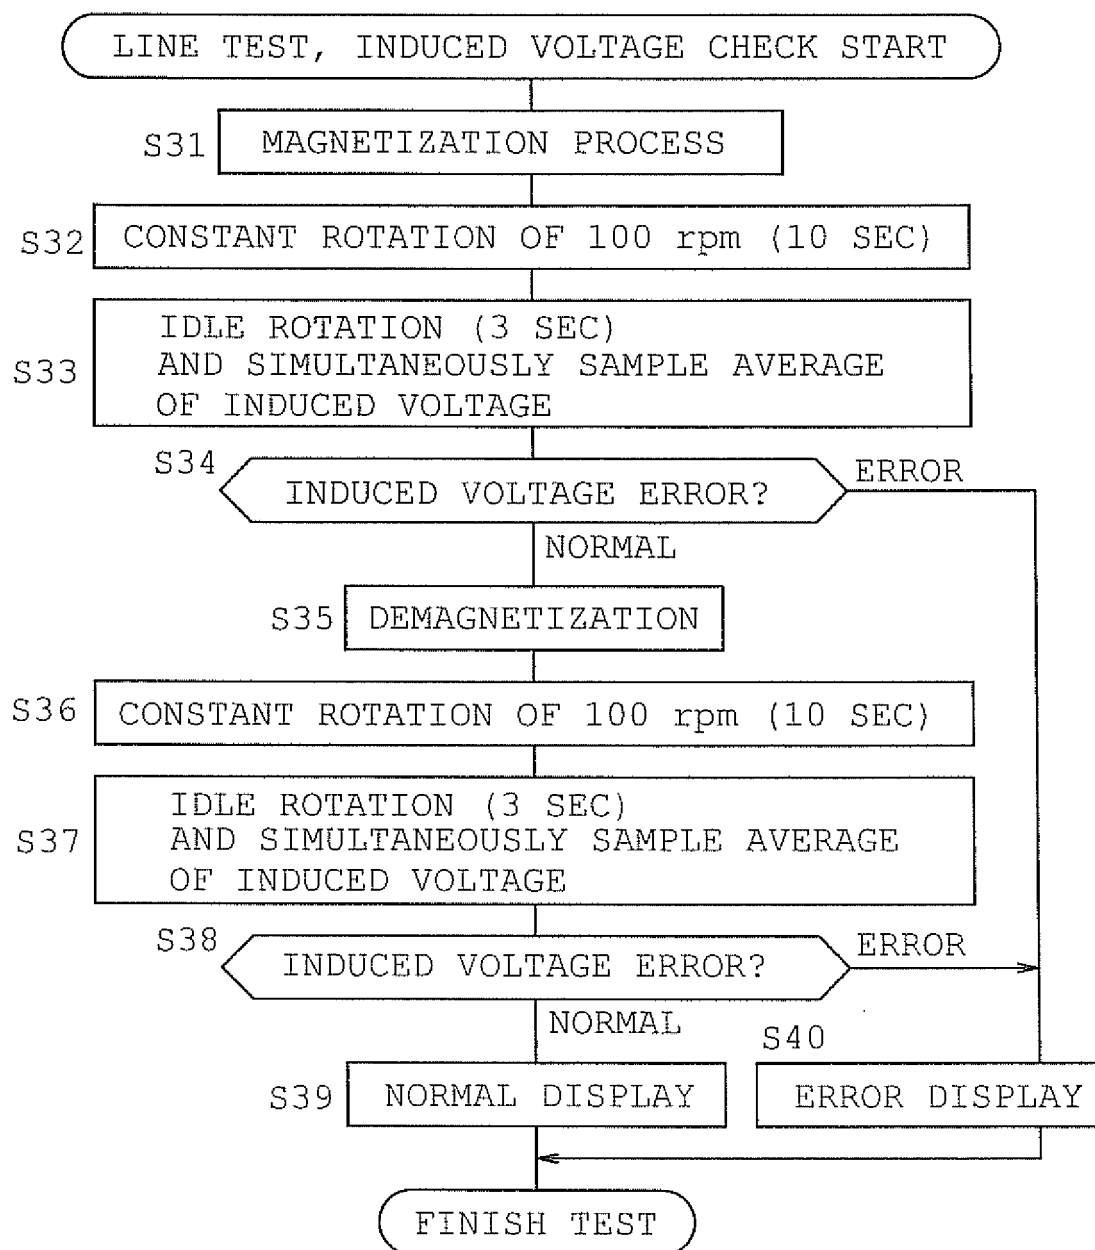 LINE TEST, INDUCED VOLTAGE CHECK START
S31
MAGNETIZATION PROCESS
S32
CONSTANT ROTATION OF 100 rpm (10 SEC)
S33
IDLE ROTATION (3 SEC)
AND SIMULTANEOUSLY SAMPLE AVERAGE
OF INDUCED VOLTAGE
S34
INDUCED VOLTAGE ERROR?
ERROR
NORMAL
S35
DEMAGNETIZATION
S36
CONSTANT ROTATION OF 100 rpm (10 SEC)
S37
IDLE ROTATION (3 SEC)
AND SIMULTANEOUSLY SAMPLE AVERAGE
OF INDUCED VOLTAGE
S38
INDUCED VOLTAGE ERROR?
ERROR
NORMAL
S39
NORMAL DISPLAY
S40
ERROR DISPLAY
FINISH TEST